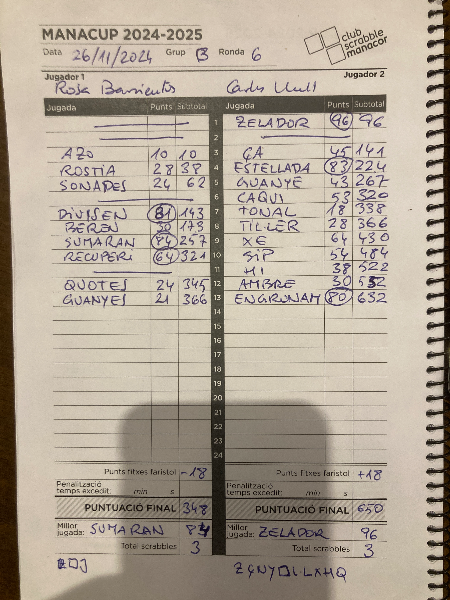 MANACUP 2024-2025
club
scrabble
manacor
Data 26/11/2024 Grup B Ronda 6
Jugador 1 Jugador 2
Rosa Barrientos Carles Llull
Jugada Punts Subtotal Jugada Punts Subtotal
1 ZELADOR 96 96
2
AZO 10 10 3 ÇA 45 141
ROSTIA 28 38 4 ESTELLADA 83 224
SONADES 24 62 5 GUANYE 43 267
6 CAQUI 53 320
DIVISSEN 81 143 7 TONAL 18 338
BEREN 30 173 8 TILLER 28 366
SUMARAN 84 257 9 XE 64 430
RECUPERI 64 321 10 SIP 54 484
11 HI 38 522
QUOTES 24 345 12 AMBRE 30 552
GUANYES 21 366 13 ENGRUNAM 80 632
14
15
16
17
18
19
20
21
22
23
24
Punts fitxes faristol -18 Punts fitxes faristol +18
Penalització temps excedit: min s Penalització temps excedit: min s
PUNTUACIÓ FINAL 348 PUNTUACIÓ FINAL 650
Millor jugada: SUMARAN 84 Millor jugada: ZELADOR 96
Total scrabbles 3 Total scrabbles 3